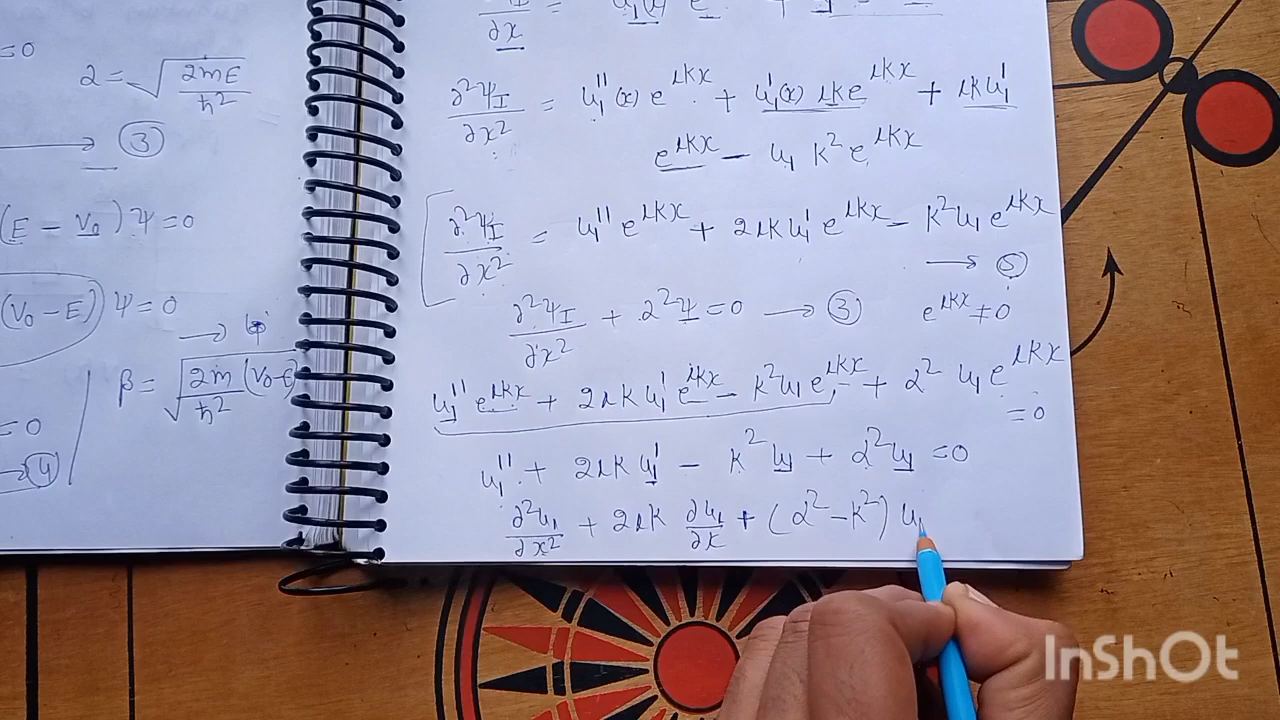 = 0
α = √(2mE/ħ²)
⟶ ③
(E − V₀) Ψ = 0
(V₀ − E) Ψ = 0
β = √(2m/ħ² (V₀ − E
= 0
④
∂x
∂²Ψ_I/∂x² = u₁''(x) e^{ikx} + u₁'(x) ik e^{ikx} + ik u₁'
e^{ikx} − u₁ k² e^{ikx}
∂²Ψ_I/∂x² = u₁'' e^{ikx} + 2ik u₁' e^{ikx} − k² u₁ e^{ikx}
⟶ ⑤
∂²Ψ_I/∂x² + α²Ψ = 0 ⟶ ③ e^{ikx} ≠ 0
u₁'' e^{ikx} + 2ik u₁' e^{ikx} − k² u₁ e^{ikx} + α² u₁ e^{ikx}
= 0
u₁'' + 2ik u₁' − k² u₁ + α² u₁ = 0
∂²u₁/∂x² + 2ik ∂u₁/∂x + (α² − k²) u₁
InShOt